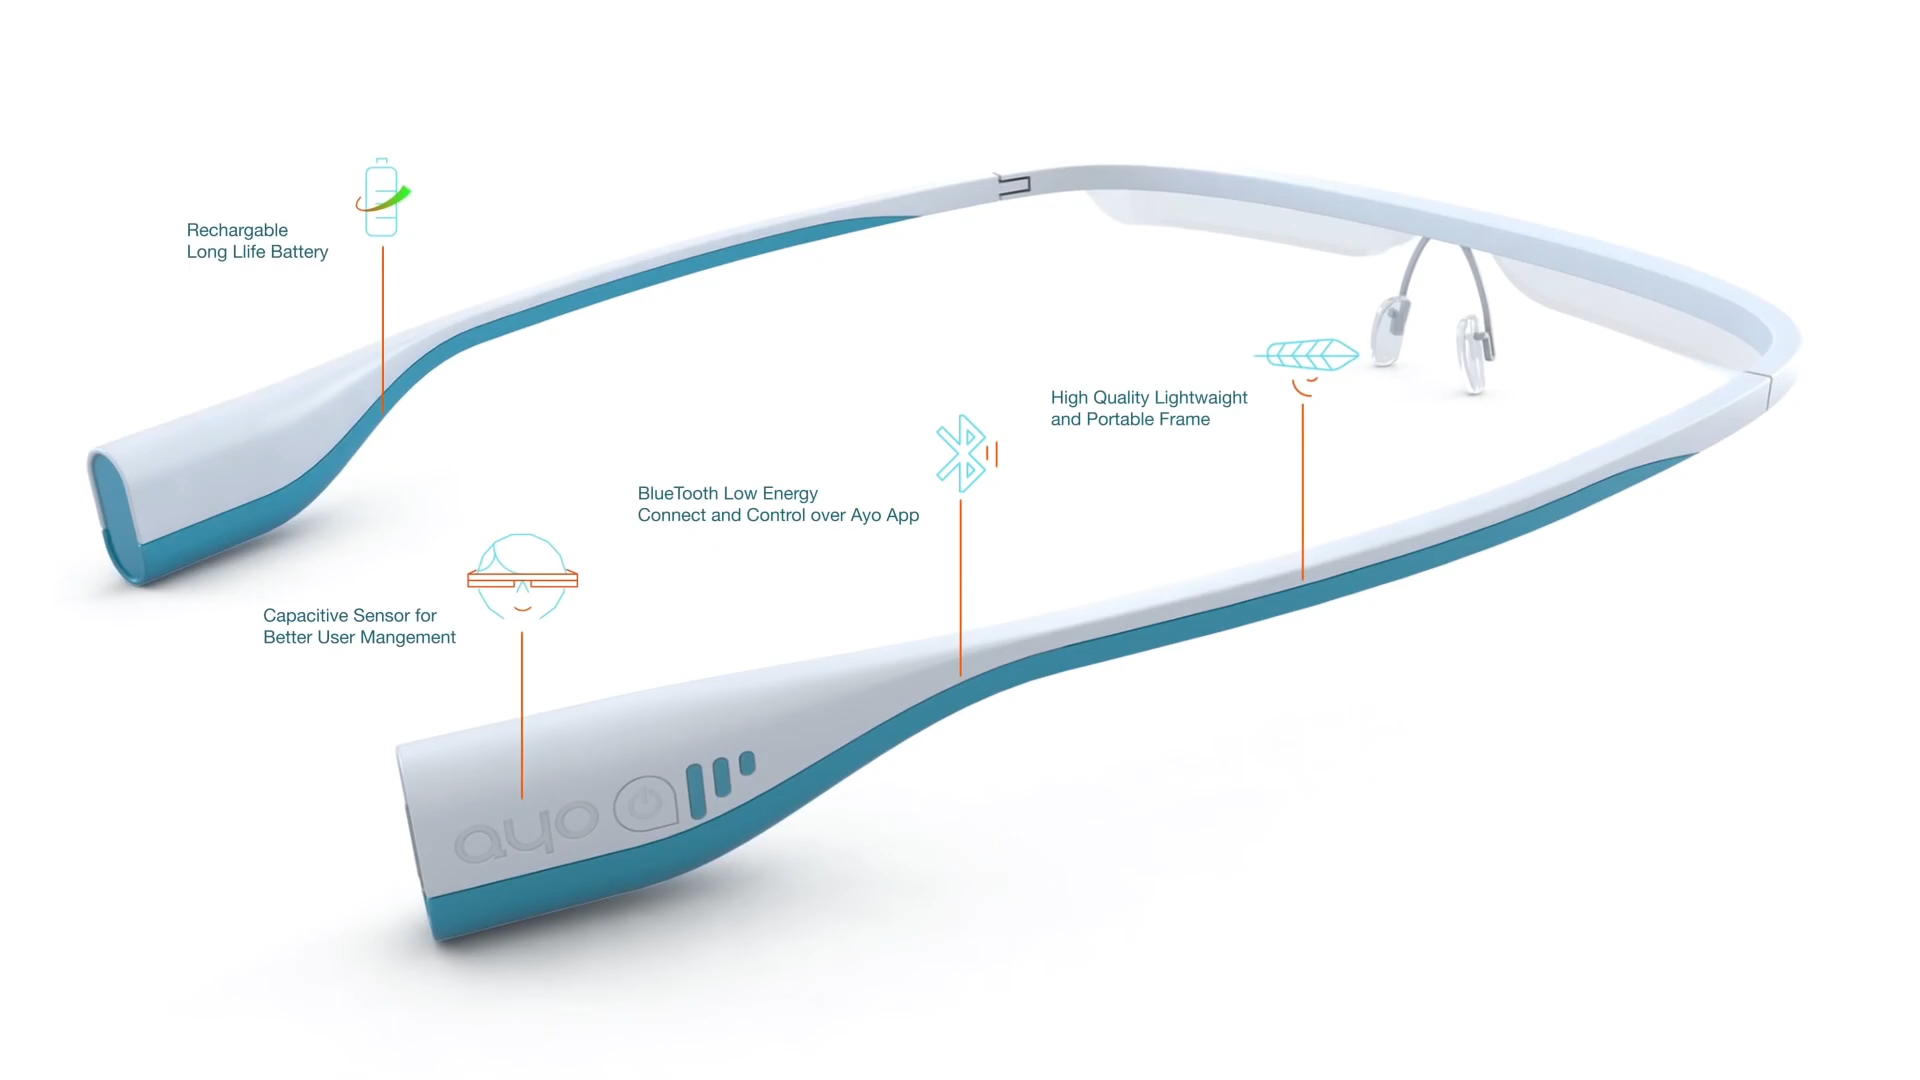 Rechargable
Long Llife Battery
High Quality Lightwaight
and Portable Frame
BlueTooth Low Energy
Connect and Control over Ayo App
Capacitive Sensor for
Better User Mangement
ayo